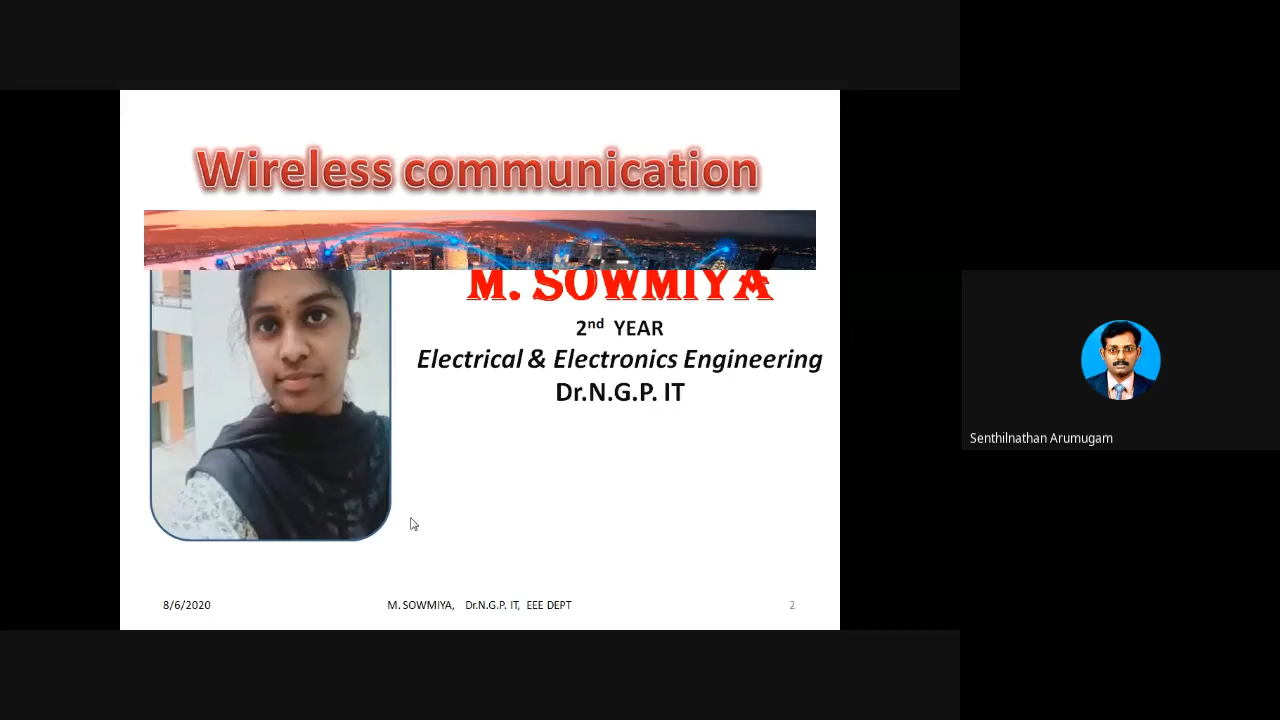 Wireless communication
M. SOWMIYA
2nd YEAR
Electrical & Electronics Engineering
Dr.N.G.P. IT
Senthilnathan Arumugam
8/6/2020 M. SOWMIYA, Dr.N.G.P. IT, EEE DEPT 2